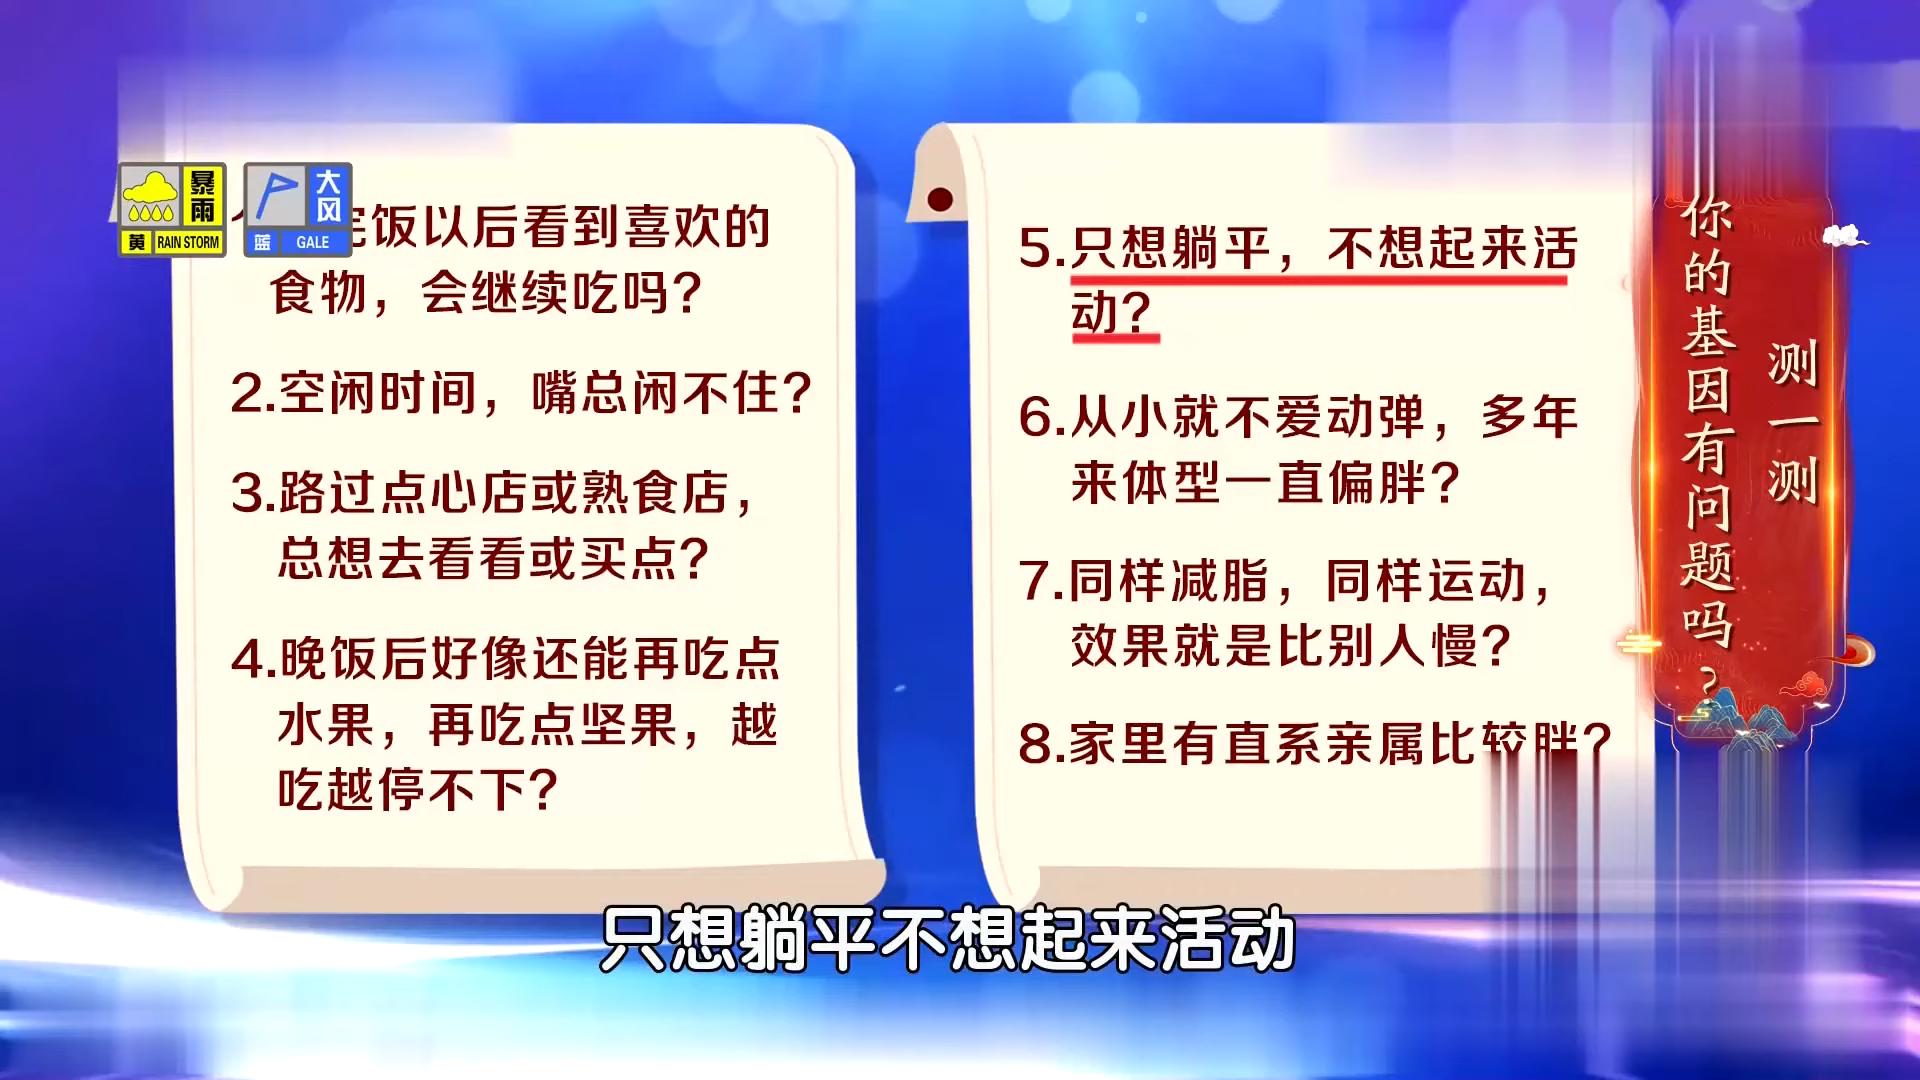 暴雨
黄 RAIN STORM
大风
蓝 GALE
饭以后看到喜欢的
食物，会继续吃吗？
2.空闲时间，嘴总闲不住？
3.路过点心店或熟食店，
总想去看看或买点？
4.晚饭后好像还能再吃点
水果，再吃点坚果，越
吃越停不下？
5.只想躺平，不想起来活
动？
6.从小就不爱动弹，多年
来体型一直偏胖？
7.同样减脂，同样运动，
效果就是比别人慢？
8.家里有直系亲属比较胖？
测一测
你的基因有问题吗？
只想躺平不想起来活动